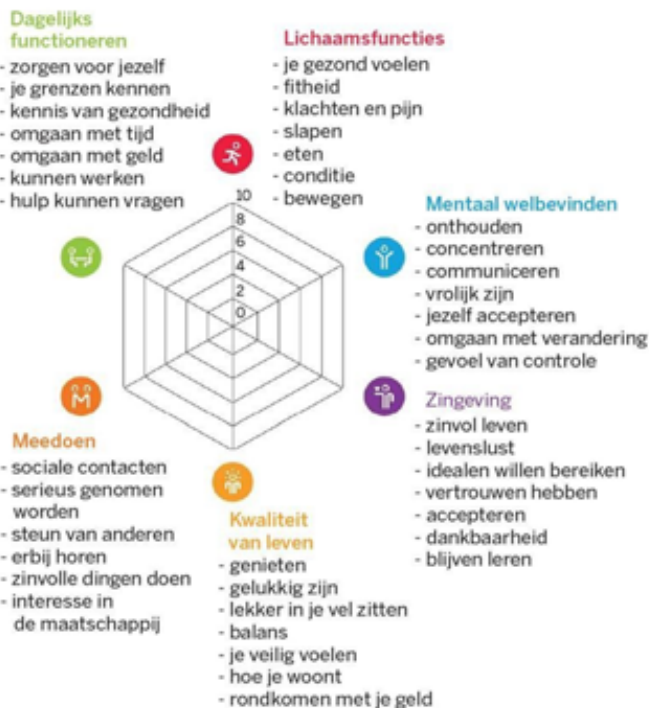 Dagelijks
functioneren
- zorgen voor jezelf
- je grenzen kennen
- kennis van gezondheid
- omgaan met tijd
- omgaan met geld
- kunnen werken
- hulp kunnen vragen
Lichaamsfuncties
- je gezond voelen
- fitheid
- klachten en pijn
- slapen
- eten
- conditie
- bewegen
10
8
6
4
2
0
Mentaal welbevinden
- onthouden
- concentreren
- communiceren
- vrolijk zijn
- jezelf accepteren
- omgaan met verandering
- gevoel van controle
Zingeving
- zinvol leven
- levenslust
- idealen willen bereiken
- vertrouwen hebben
- accepteren
- dankbaarheid
- blijven leren
Meedoen
- sociale contacten
- serieus genomen
worden
- steun van anderen
- erbij horen
- zinvolle dingen doen
- interesse in
de maatschappij
Kwaliteit
van leven
- genieten
- gelukkig zijn
- lekker in je vel zitten
- balans
- je veilig voelen
- hoe je woont
- rondkomen met je geld